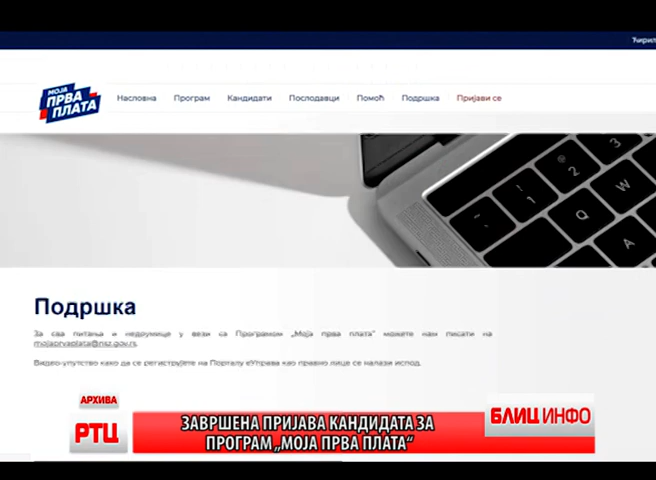 Ћирил
МОЈА
ПРВА
ПЛАТА
Насловна Програм Кандидати Послодавци Помоћ Подршка Пријави се
Подршка
За сва питања и недоумице у вези са Програмом „Моја прва плата“ можете нам писати на
mojaprvaplata@nsz.gov.rs.
Видео-упутство како да се региструјете на Порталу еУправа као правно лице се налази испод.
АРХИВА
РТЦ
ЗАВРШЕНА ПРИЈАВА КАНДИДАТА ЗА
ПРОГРАМ „МОЈА ПРВА ПЛАТА“
БЛИЦ ИНФО